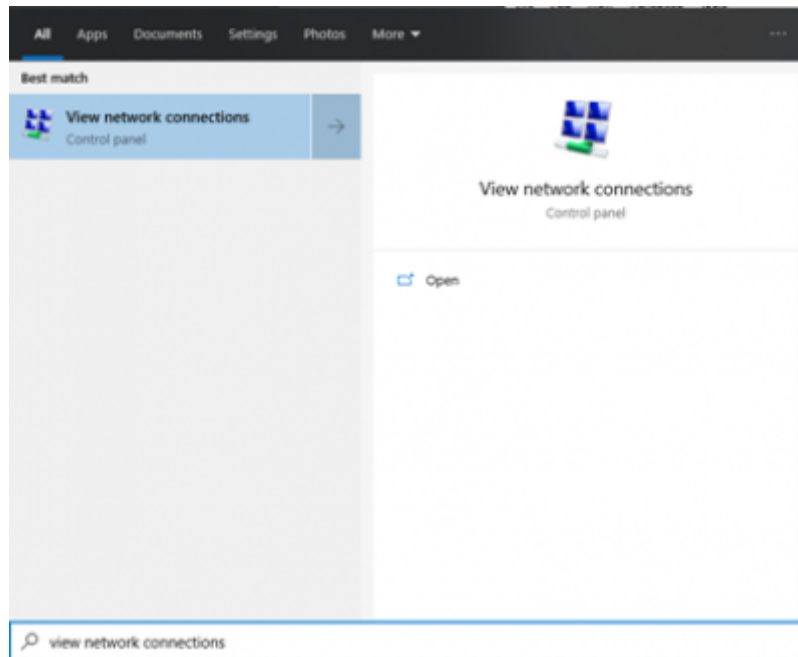 All Apps Documents Settings Photos More
Best match
View network connections
Control panel
View network connections
Control panel
Open
view network connections